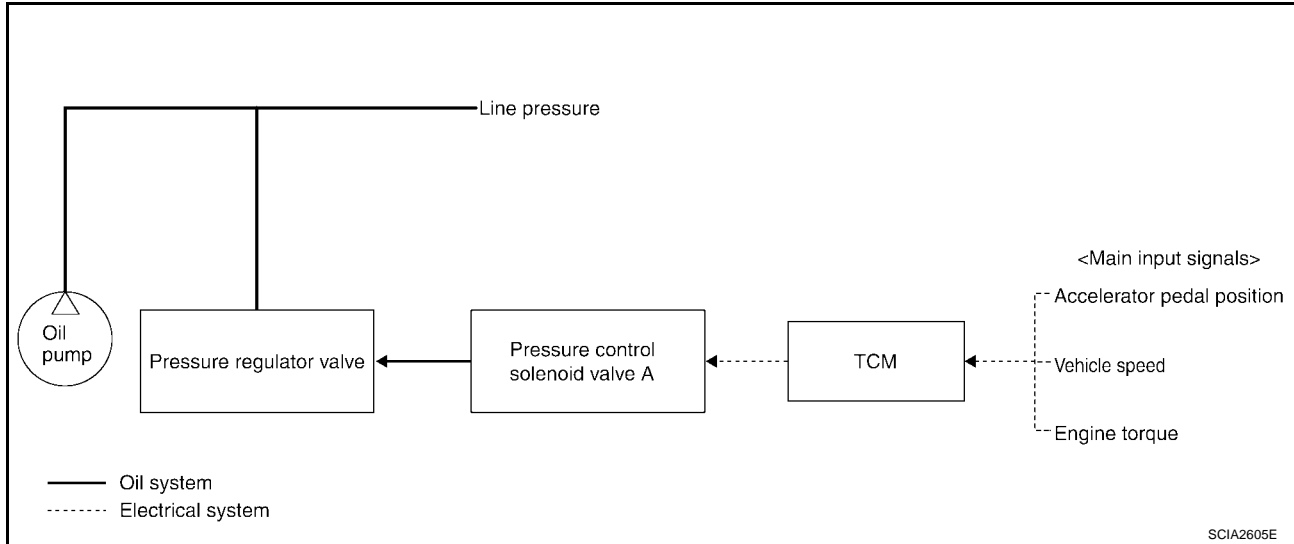 Line pressure
<Main input signals>
Accelerator pedal position
Oil
pump
Pressure regulator valve
Pressure control
solenoid valve A
TCM
Vehicle speed
Engine torque
Oil system
Electrical system
SCIA2605E